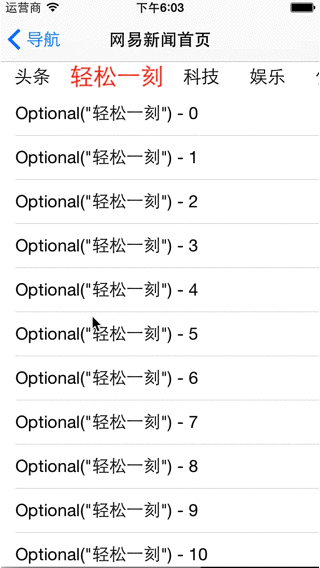 运营商 下午6:03
导航 网易新闻首页
头条 轻松一刻 科技 娱乐
Optional("轻松一刻") - 0
Optional("轻松一刻") - 1
Optional("轻松一刻") - 2
Optional("轻松一刻") - 3
Optional("轻松一刻") - 4
Optional("轻松一刻") - 5
Optional("轻松一刻") - 6
Optional("轻松一刻") - 7
Optional("轻松一刻") - 8
Optional("轻松一刻") - 9
Optional("轻松一刻") - 10